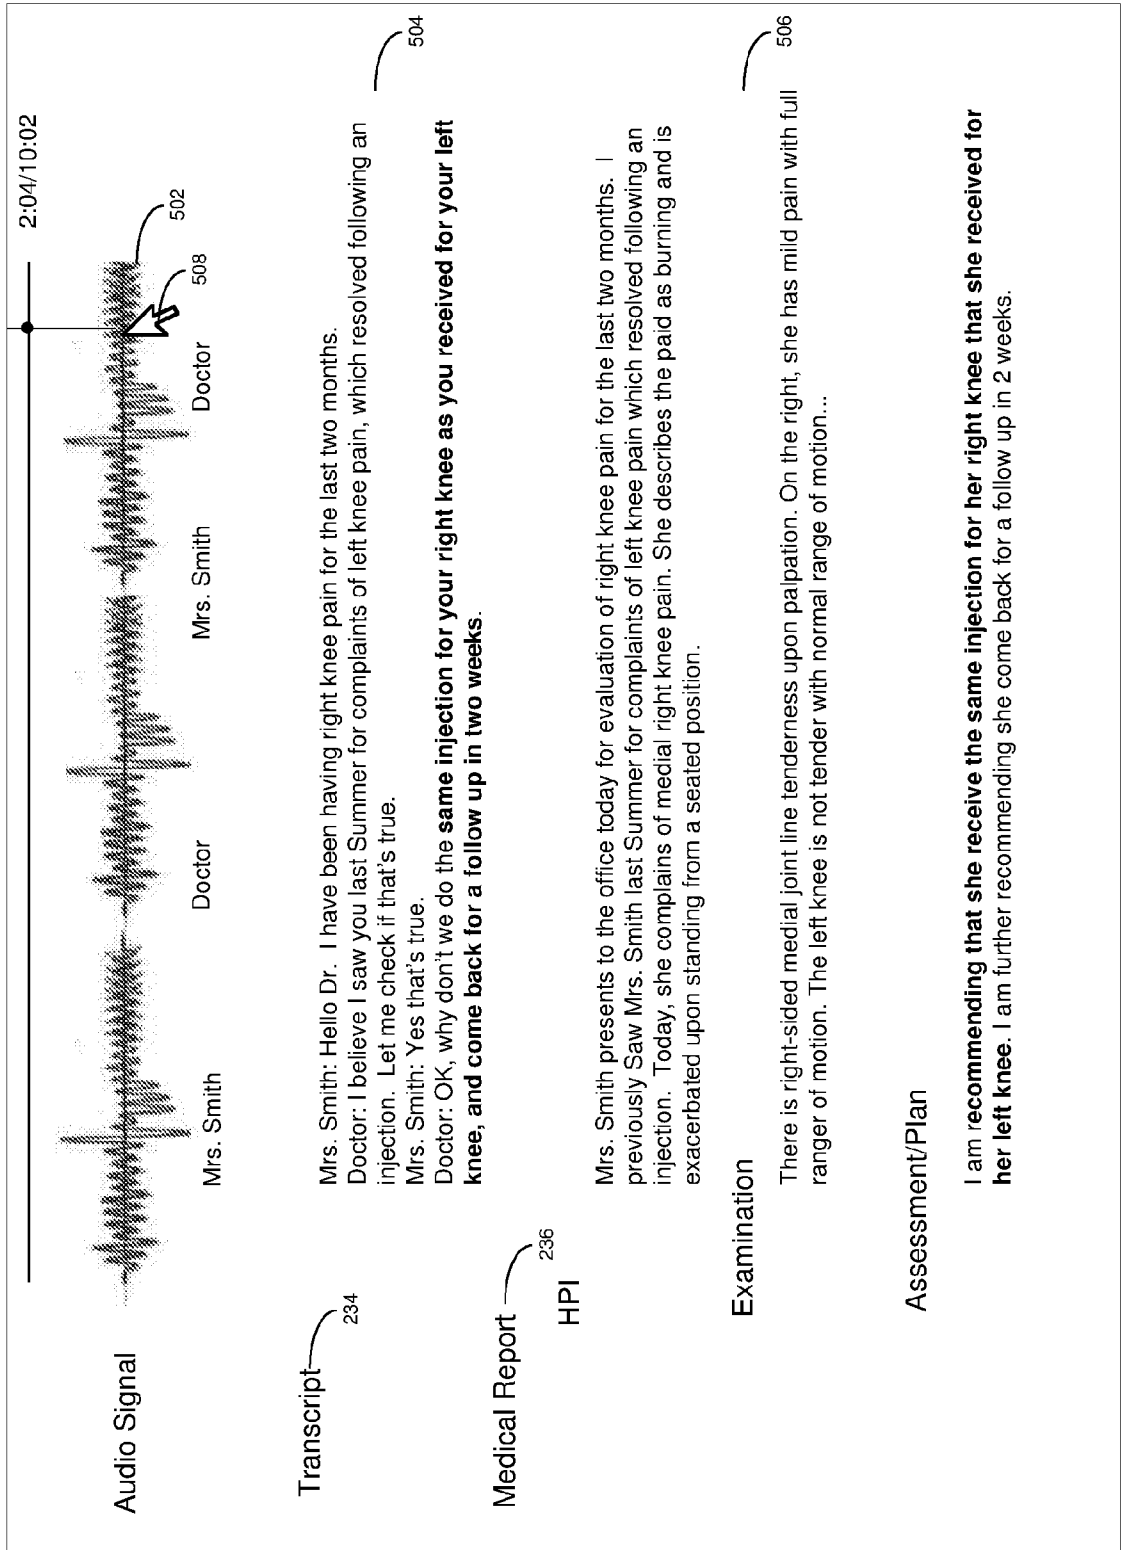 2:04/10:02
Audio Signal
502
508
Mrs. Smith
Doctor
Mrs. Smith
Doctor
Transcript
234
504
Mrs. Smith: Hello Dr.  I have been having right knee pain for the last two months.
Doctor: I believe I saw you last Summer for complaints of left knee pain, which resolved following an
injection.  Let me check if that's true.
Mrs. Smith: Yes that's true.
Doctor: OK, why don't we do the same injection for your right knee as you received for your left
knee, and come back for a follow up in two weeks.
Medical Report
236
HPI
Mrs. Smith presents to the office today for evaluation of right knee pain for the last two months.  I
previously Saw Mrs. Smith last Summer for complaints of left knee pain which resolved following an
injection.  Today, she complains of medial right knee pain. She describes the paid as burning and is
exacerbated upon standing from a seated position.
506
Examination
There is right-sided medial joint line tenderness upon palpation. On the right, she has mild pain with full
ranger of motion. The left knee is not tender with normal range of motion...
Assessment/Plan
I am recommending that she receive the same injection for her right knee that she received for
her left knee. I am further recommending she come back for a follow up in 2 weeks.